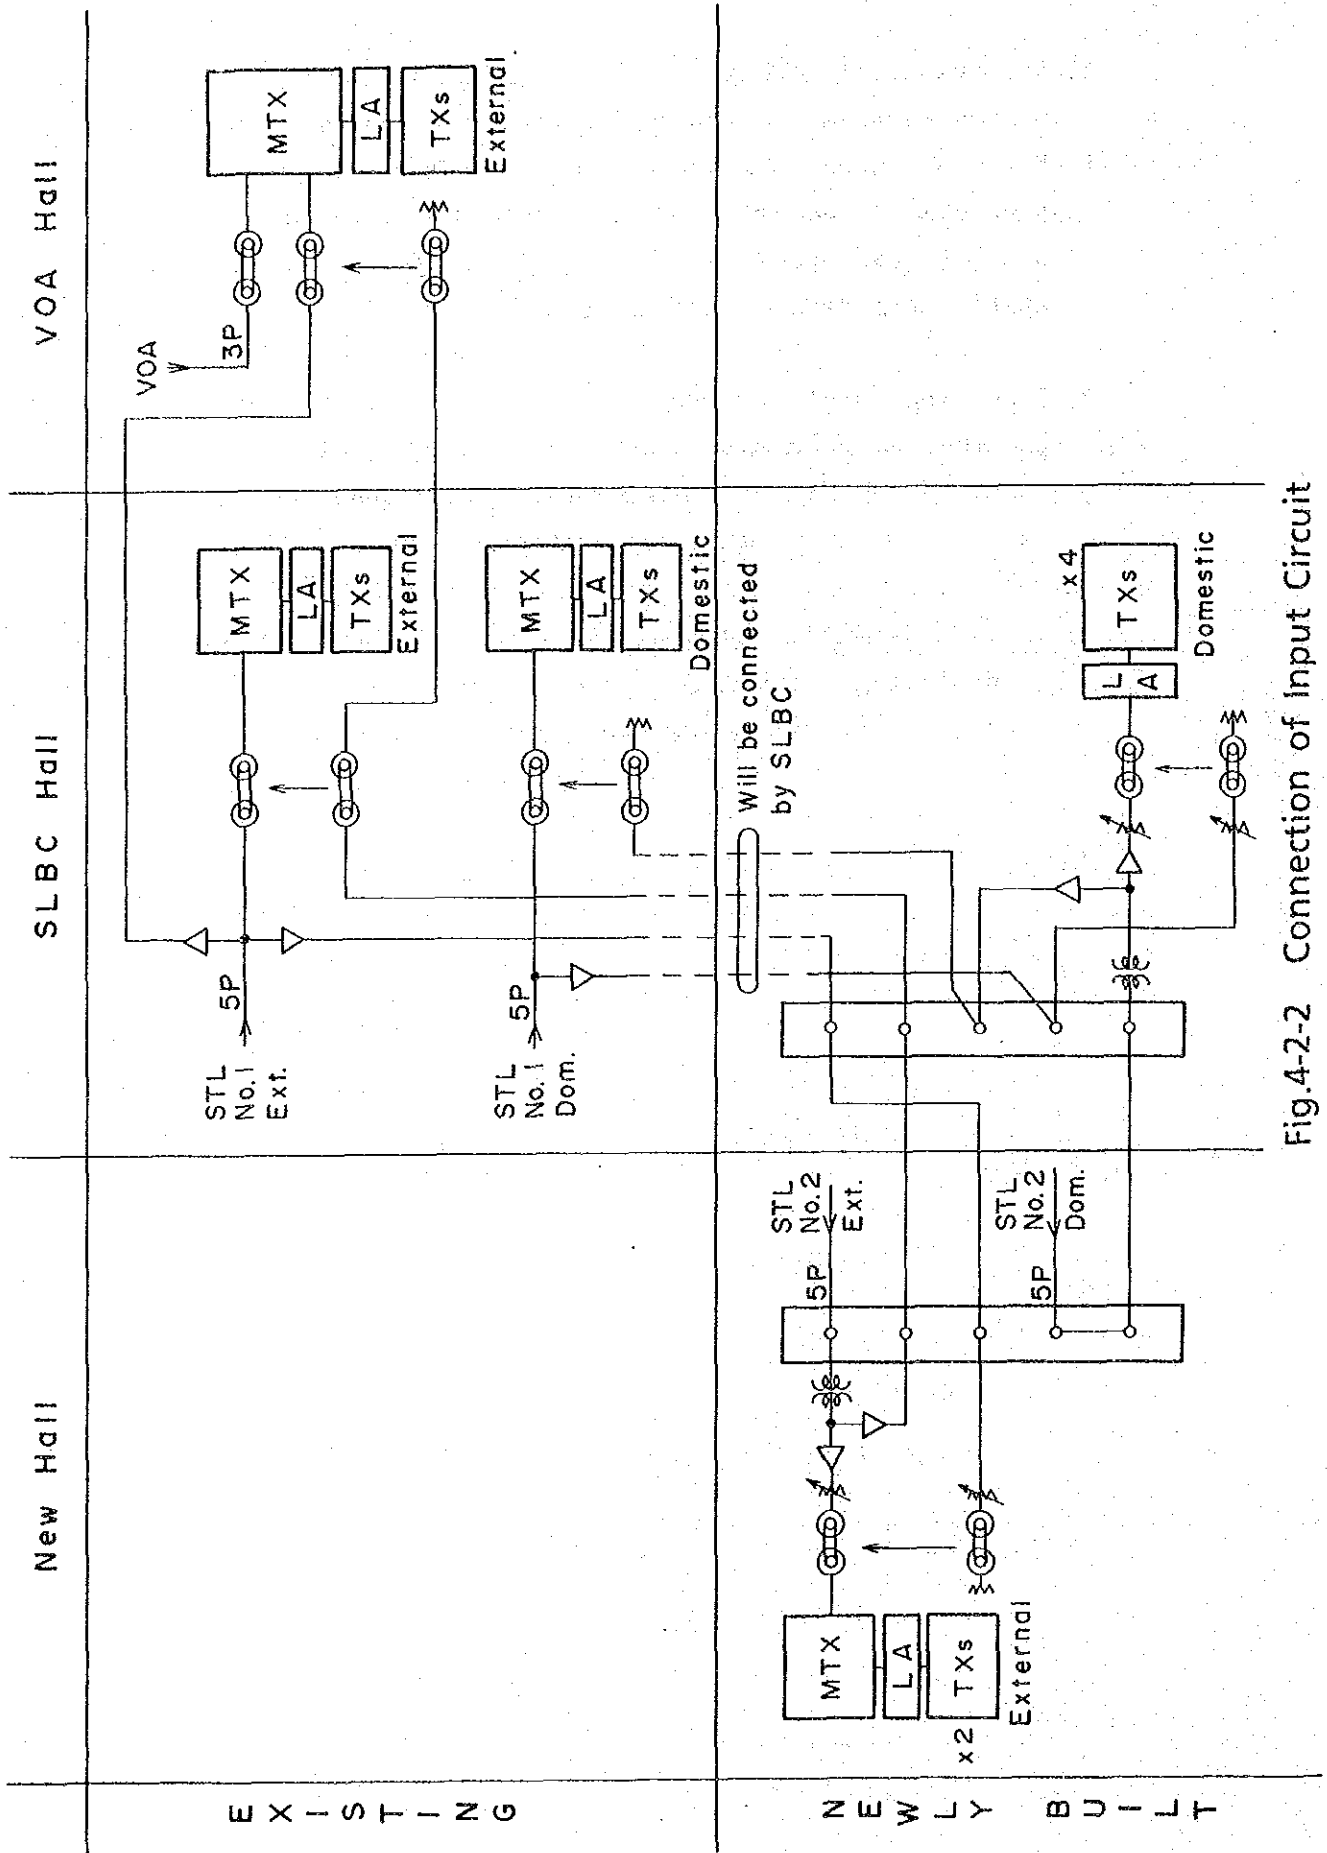 New Hall
SLBC Hall
VOA Hall
EXISTING
STL
No.1
Ext.
5P
MTX
LA
TXs
External
VOA
3P
MTX
LA
TXs
External
STL
No.1
Dom.
5P
MTX
LA
TXs
Domestic
Will be connected
by SLBC
NEWLY BUILT
MTX
LA
TXs
x2
External
STL
No.2
Ext.
5P
STL
No.2
Dom.
5P
LA
TXs
x4
Domestic
Fig.4-2-2 Connection of Input Circuit